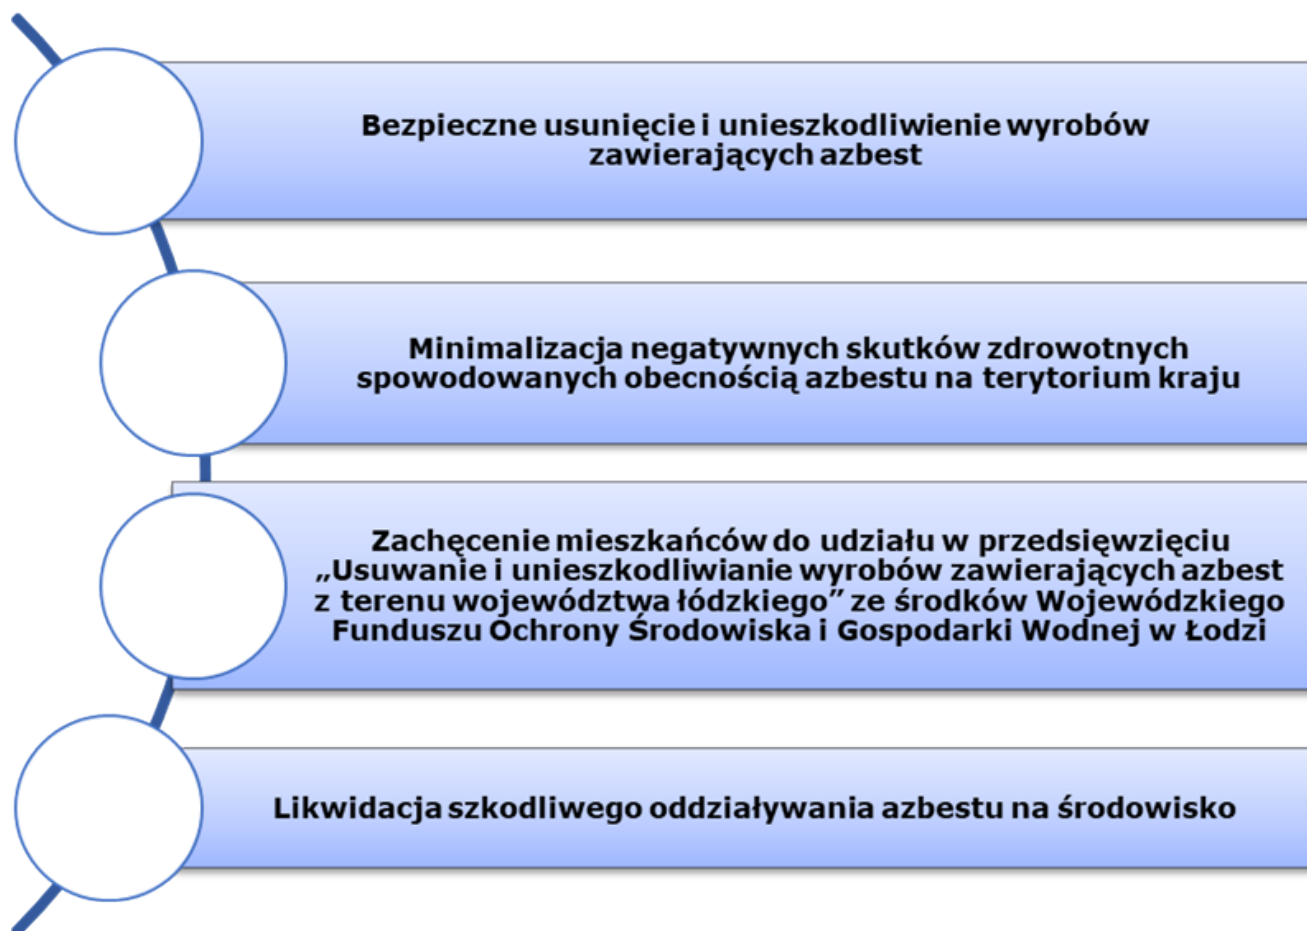 Bezpieczne usunięcie i unieszkodliwienie wyrobów
zawierających azbest
Minimalizacja negatywnych skutków zdrowotnych
spowodowanych obecnością azbestu na terytorium kraju
Zachęcenie mieszkańców do udziału w przedsięwzięciu
„Usuwanie i unieszkodliwianie wyrobów zawierających azbest
z terenu województwa łódzkiego” ze środków Wojewódzkiego
Funduszu Ochrony Środowiska i Gospodarki Wodnej w Łodzi
Likwidacja szkodliwego oddziaływania azbestu na środowisko